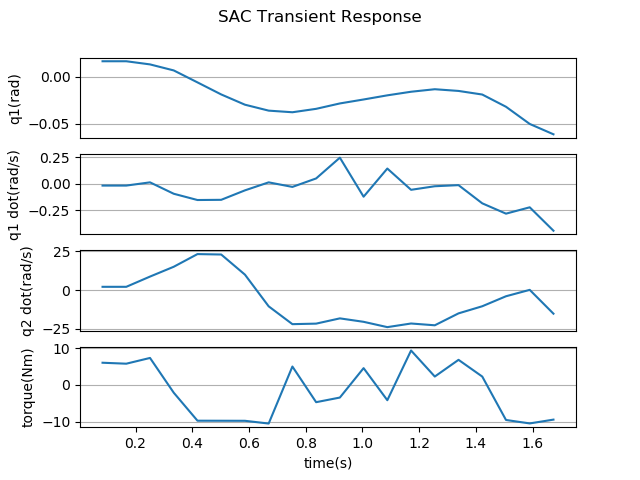 SAC Transient Response
q1(rad)
0.00
−0.05
q1 dot(rad/s)
0.25
0.00
−0.25
q2 dot(rad/s)
25
0
−25
torque(Nm)
10
0
−10
0.2 0.4 0.6 0.8 1.0 1.2 1.4 1.6
time(s)